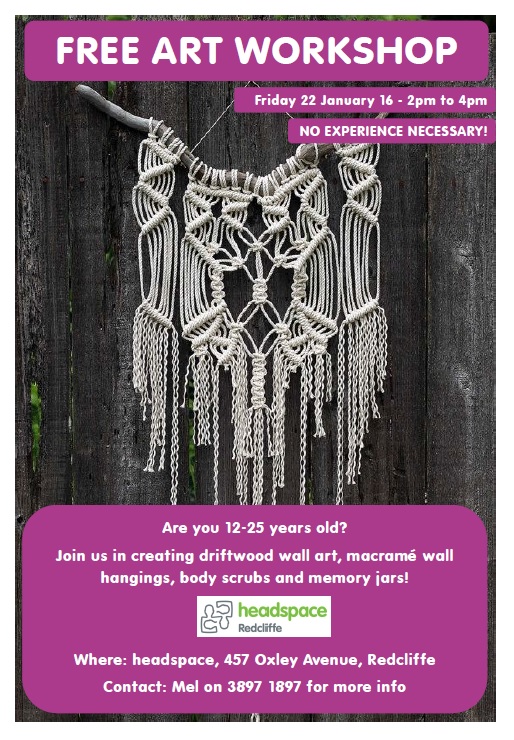 FREE ART WORKSHOP
Friday 22 January 16 - 2pm to 4pm
NO EXPERIENCE NECESSARY!
Are you 12-25 years old?
Join us in creating driftwood wall art, macramé wall
hangings, body scrubs and memory jars!
headspace
Redcliffe
Where: headspace, 457 Oxley Avenue, Redcliffe
Contact: Mel on 3897 1897 for more info